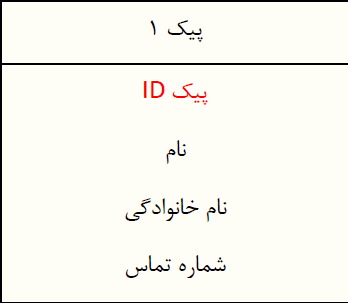 پیک ۱
پیک ID
نام
نام خانوادگی
شماره تماس